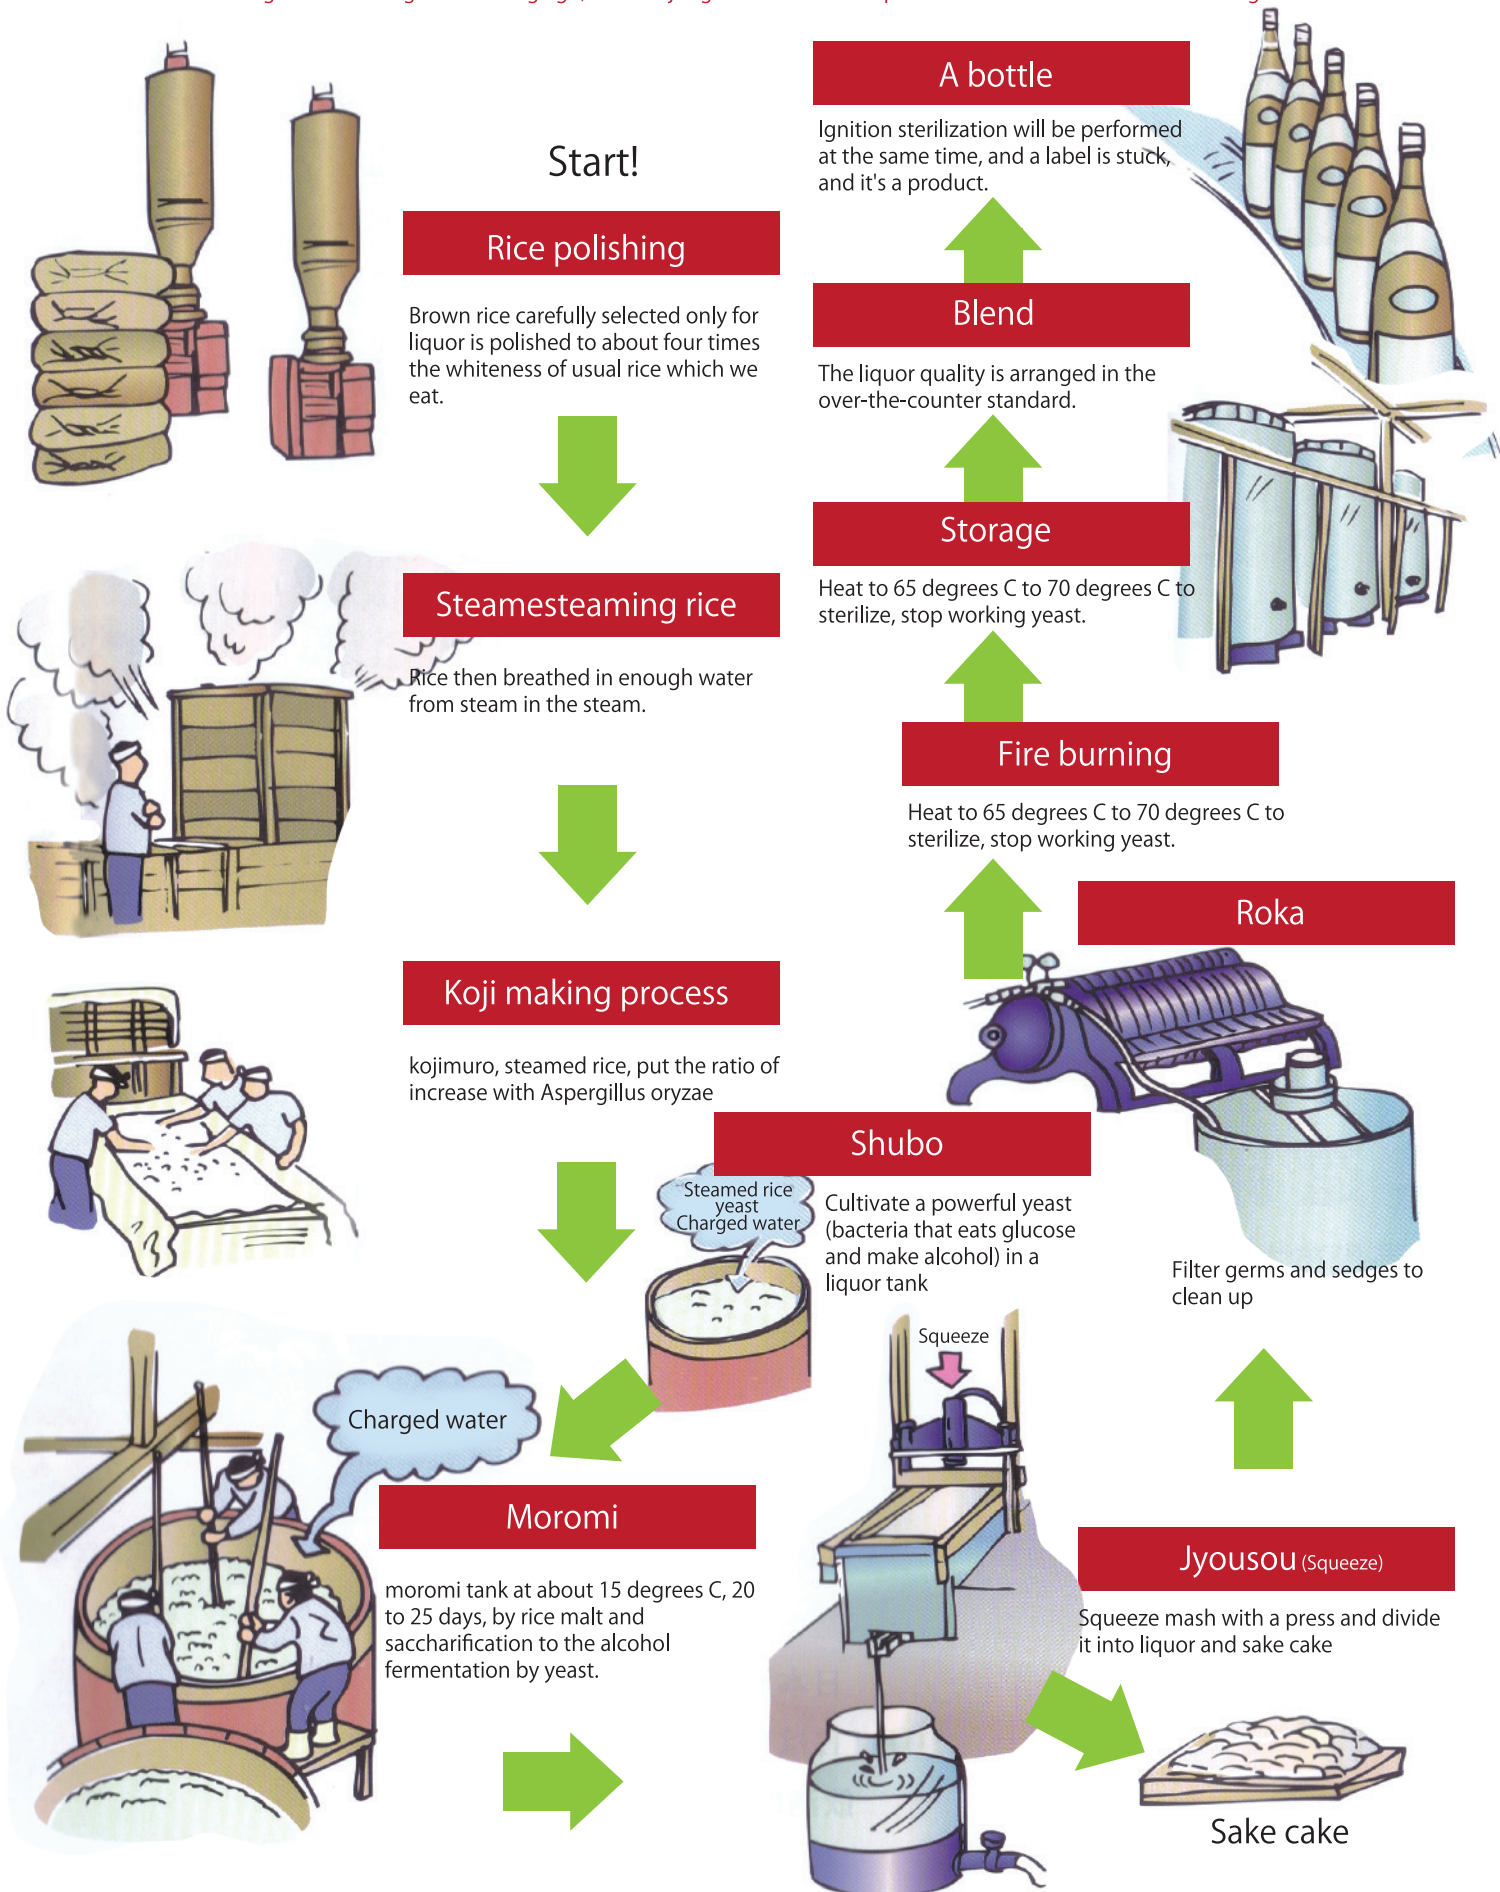 Start!
Rice polishing
Brown rice carefully selected only for
liquor is polished to about four times
the whiteness of usual rice which we
eat.
Steamesteaming rice
Rice then breathed in enough water
from steam in the steam.
Koji making process
kojimuro, steamed rice, put the ratio of
increase with Aspergillus oryzae
Shubo
Steamed rice
yeast
Charged water
Cultivate a powerful yeast
(bacteria that eats glucose
and make alcohol) in a
liquor tank
Charged water
Moromi
moromi tank at about 15 degrees C, 20
to 25 days, by rice malt and
saccharification to the alcohol
fermentation by yeast.
Squeeze
Jyousou (Squeeze)
Squeeze mash with a press and divide
it into liquor and sake cake
Sake cake
Roka
Filter germs and sedges to
clean up
Fire burning
Heat to 65 degrees C to 70 degrees C to
sterilize, stop working yeast.
Storage
Heat to 65 degrees C to 70 degrees C to
sterilize, stop working yeast.
Blend
The liquor quality is arranged in the
over-the-counter standard.
A bottle
Ignition sterilization will be performed
at the same time, and a label is stuck,
and it's a product.